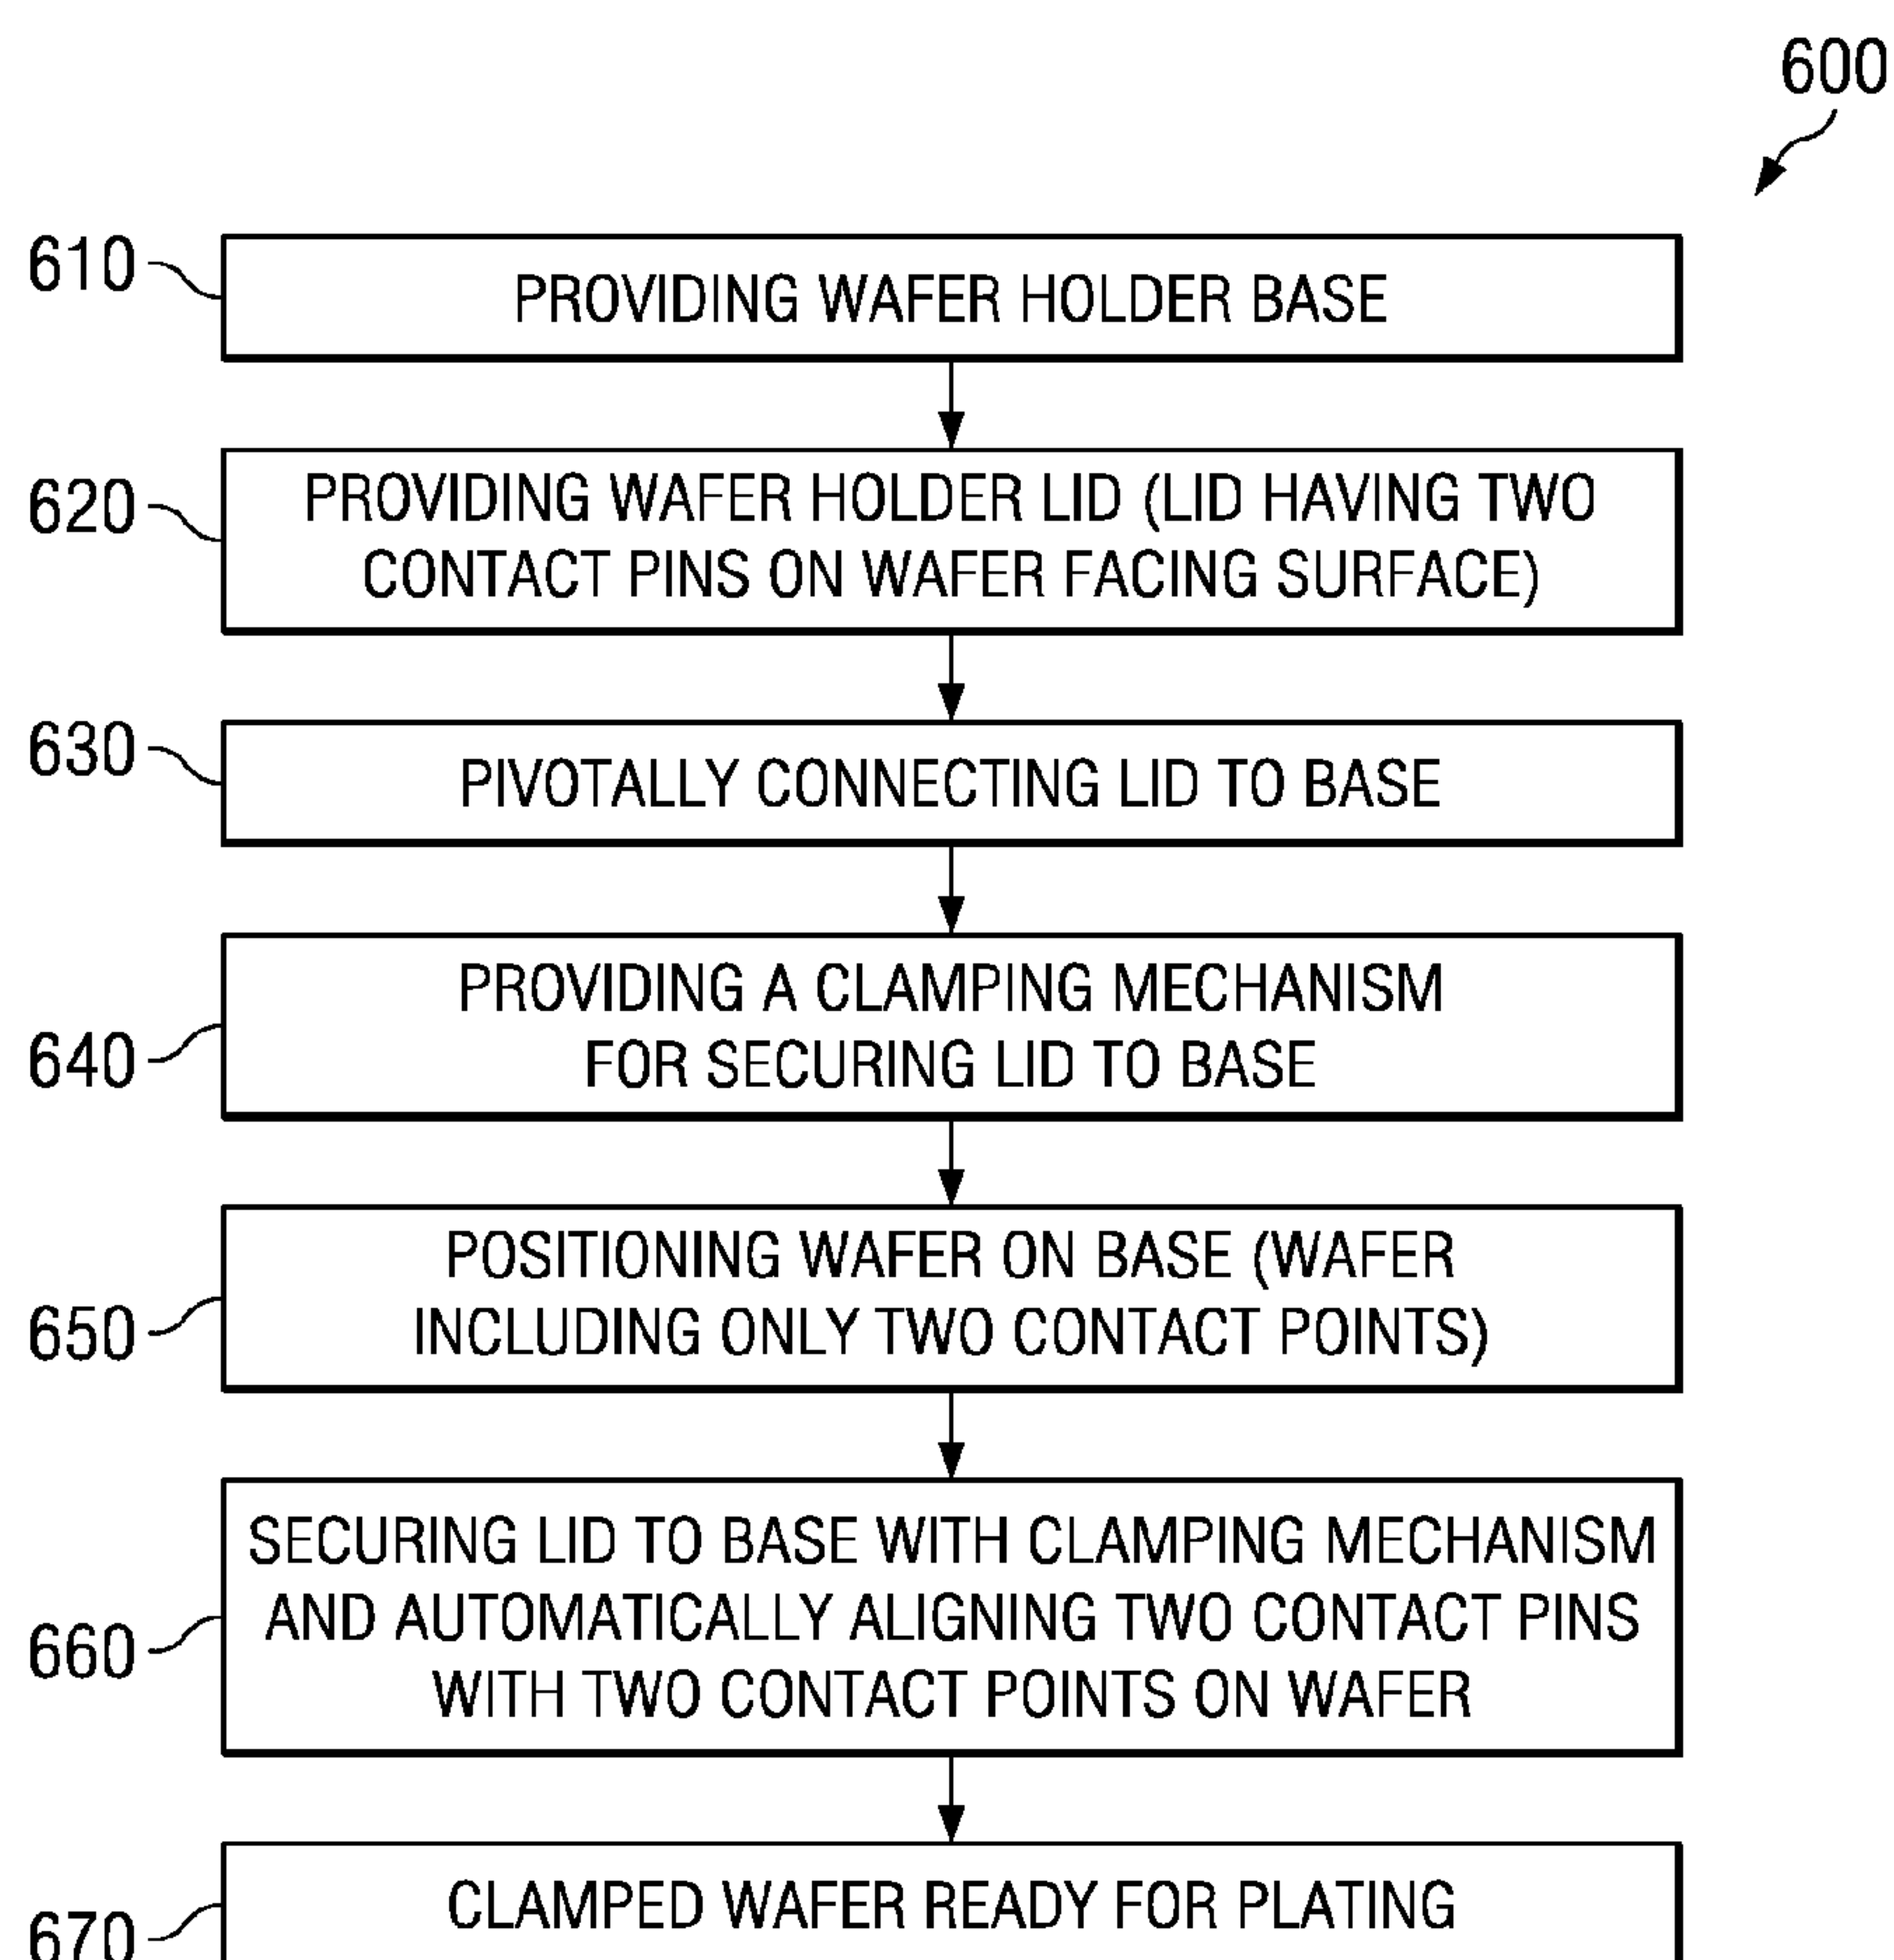 600
610
PROVIDING WAFER HOLDER BASE
620
PROVIDING WAFER HOLDER LID (LID HAVING TWO
CONTACT PINS ON WAFER FACING SURFACE)
630
PIVOTALLY CONNECTING LID TO BASE
640
PROVIDING A CLAMPING MECHANISM
FOR SECURING LID TO BASE
650
POSITIONING WAFER ON BASE (WAFER
INCLUDING ONLY TWO CONTACT POINTS)
660
SECURING LID TO BASE WITH CLAMPING MECHANISM
AND AUTOMATICALLY ALIGNING TWO CONTACT PINS
WITH TWO CONTACT POINTS ON WAFER
670
CLAMPED WAFER READY FOR PLATING